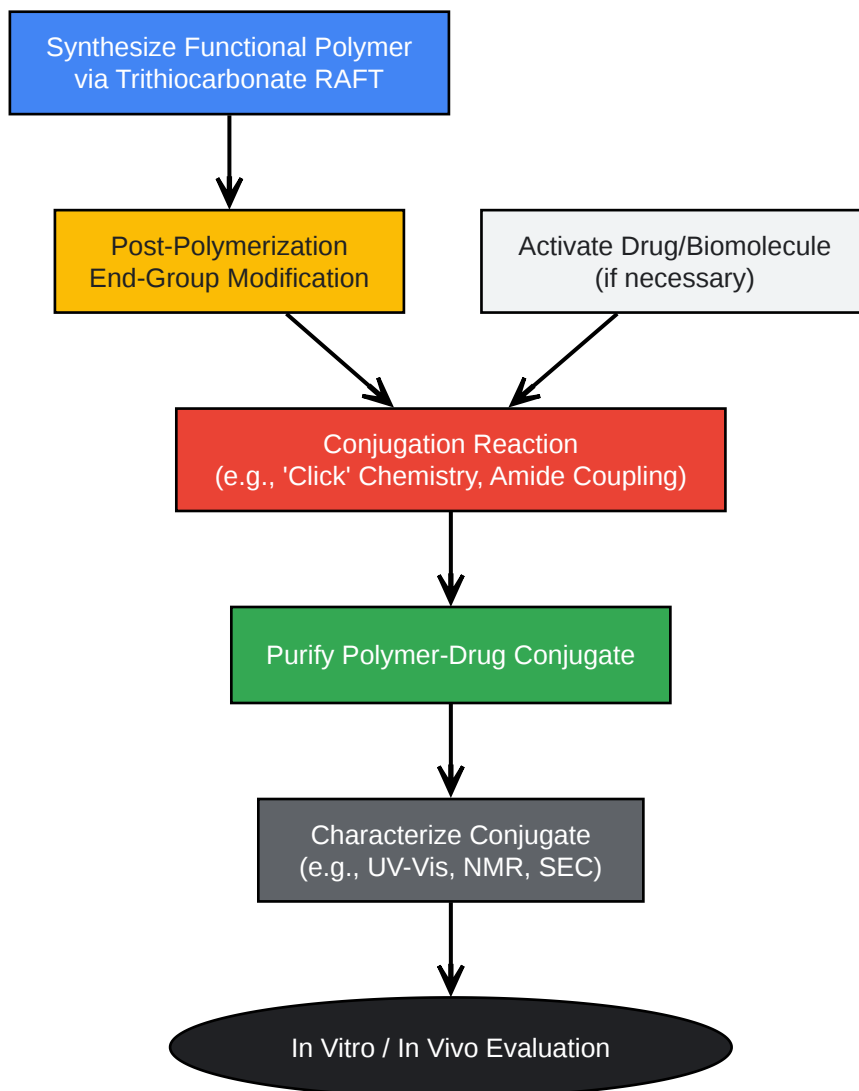 Synthesize Functional Polymer
via Trithiocarbonate RAFT
Post-Polymerization
End-Group Modification
Activate Drug/Biomolecule
(if necessary)
Conjugation Reaction
(e.g., 'Click' Chemistry, Amide Coupling)
Purify Polymer-Drug Conjugate
Characterize Conjugate
(e.g., UV-Vis, NMR, SEC)
In Vitro / In Vivo Evaluation